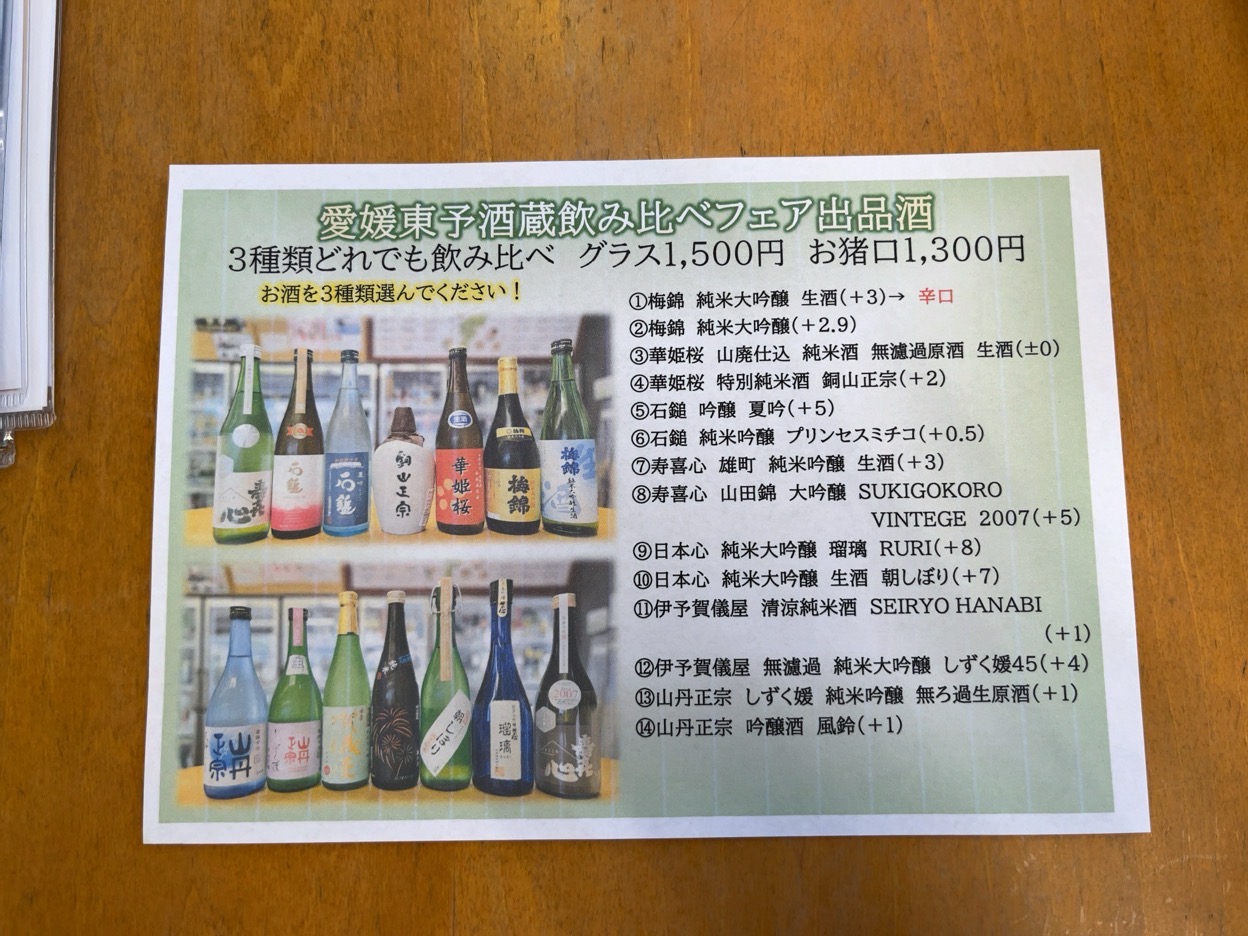 愛媛東予酒蔵飲み比べフェア出品酒
3種類どれでも飲み比べ グラス1,500円 お猪口1,300円
お酒を3種類選んでください！
①梅錦 純米大吟醸 生酒(+3)→ 辛口
②梅錦 純米大吟醸(+2.9)
③華姫桜 山廃仕込 純米酒 無濾過原酒 生酒(±0)
④華姫桜 特別純米酒 銅山正宗(+2)
⑤石鎚 吟醸 夏吟(+5)
⑥石鎚 純米吟醸 プリンセスミチコ(+0.5)
⑦寿喜心 雄町 純米吟醸 生酒(+3)
⑧寿喜心 山田錦 大吟醸 SUKIGOKORO
VINTEGE 2007(+5)
⑨日本心 純米大吟醸 瑠璃 RURI(+8)
⑩日本心 純米大吟醸 生酒 朝しぼり(+7)
⑪伊予賀儀屋 清涼純米酒 SEIRYO HANABI
(+1)
⑫伊予賀儀屋 無濾過 純米大吟醸 しずく媛45(+4)
⑬山丹正宗 しずく媛 純米吟醸 無ろ過生原酒(+1)
⑭山丹正宗 吟醸酒 風鈴(+1)
寿喜心
石鎚
石鎚
銅山正宗
華姫桜
梅錦
梅錦
山丹正宗
山丹正宗
朝しぼり
瑠璃
2007
寿喜心